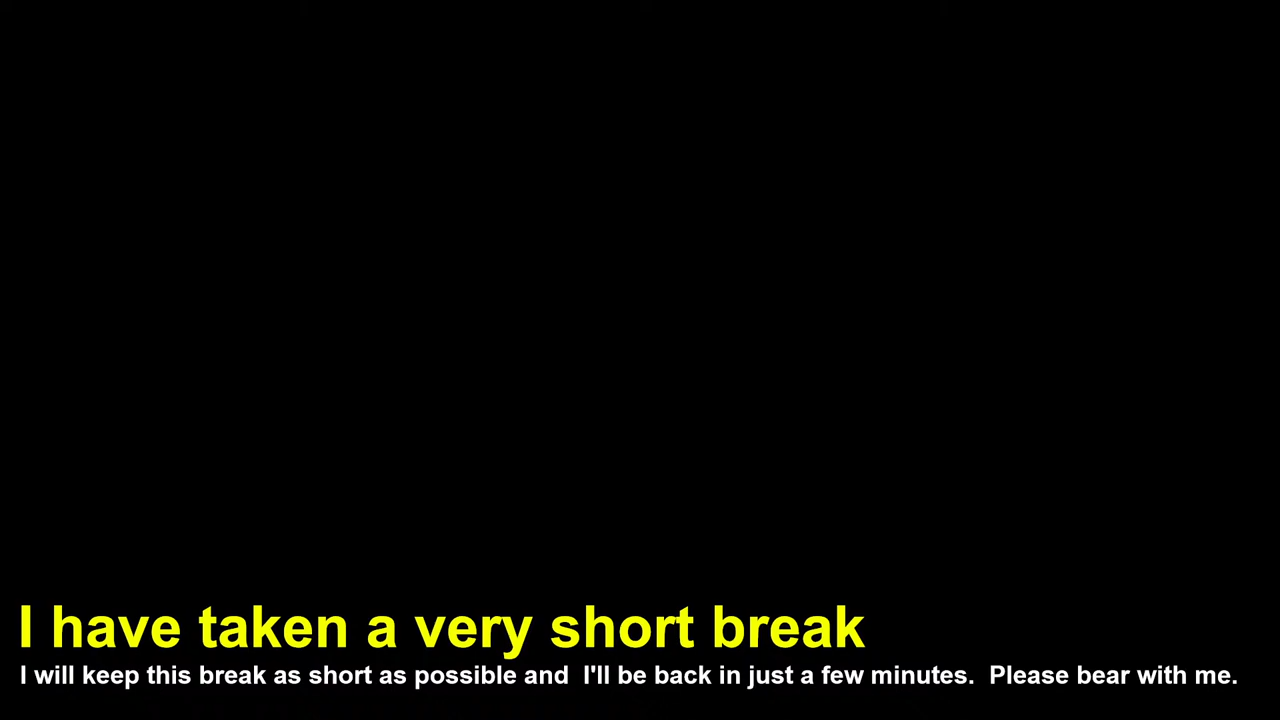 I have taken a very short break
I will keep this break as short as possible and  I'll be back in just a few minutes.  Please bear with me.